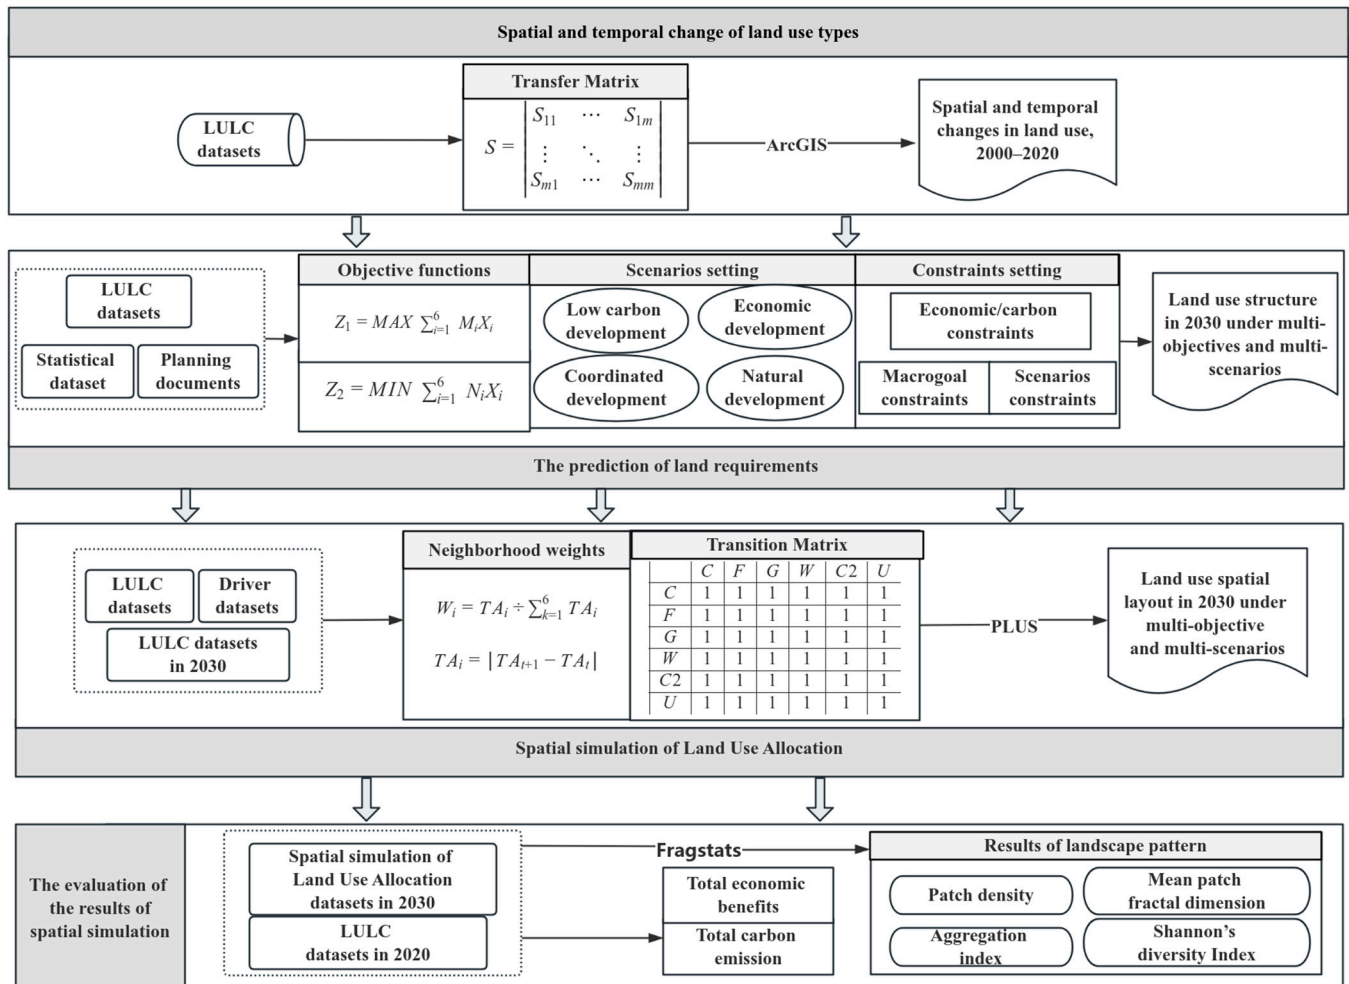 Spatial and temporal change of land use types
LULC
datasets
Transfer Matrix
S = | S11 ⋯ S1m |
| ⋮ ⋱ ⋮ |
| Sm1 ⋯ Smm |
ArcGIS
Spatial and temporal
changes in land use,
2000–2020
LULC
datasets
Statistical
dataset
Planning
documents
Objective functions
Z1 = MAX ∑⁶ᵢ₌₁ MᵢXᵢ
Z2 = MIN ∑⁶ᵢ₌₁ NᵢXᵢ
Scenarios setting
Low carbon
development
Economic
development
Coordinated
development
Natural
development
Constraints setting
Economic/carbon
constraints
Macrogoal
constraints
Scenarios
constraints
Land use structure
in 2030 under multi-
objectives and multi-
scenarios
The prediction of land requirements
LULC
datasets
Driver
datasets
LULC datasets
in 2030
Neighborhood weights
Wᵢ = TAᵢ ÷ ∑⁶ₖ₌₁ TAᵢ
TAᵢ = | TAₜ₊₁ − TAₜ |
Transition Matrix
C F G W C2 U
C 1 1 1 1 1 1
F 1 1 1 1 1 1
G 1 1 1 1 1 1
W 1 1 1 1 1 1
C2 1 1 1 1 1 1
U 1 1 1 1 1 1
PLUS
Land use spatial
layout in 2030 under
multi-objective
and multi-scenarios
Spatial simulation of Land Use Allocation
The evaluation of
the results of
spatial simulation
Spatial simulation of
Land Use Allocation
datasets in 2030
LULC
datasets in 2020
Fragstats
Total economic
benefits
Total carbon
emission
Results of landscape pattern
Patch density
Mean patch
fractal dimension
Aggregation
index
Shannon's
diversity Index